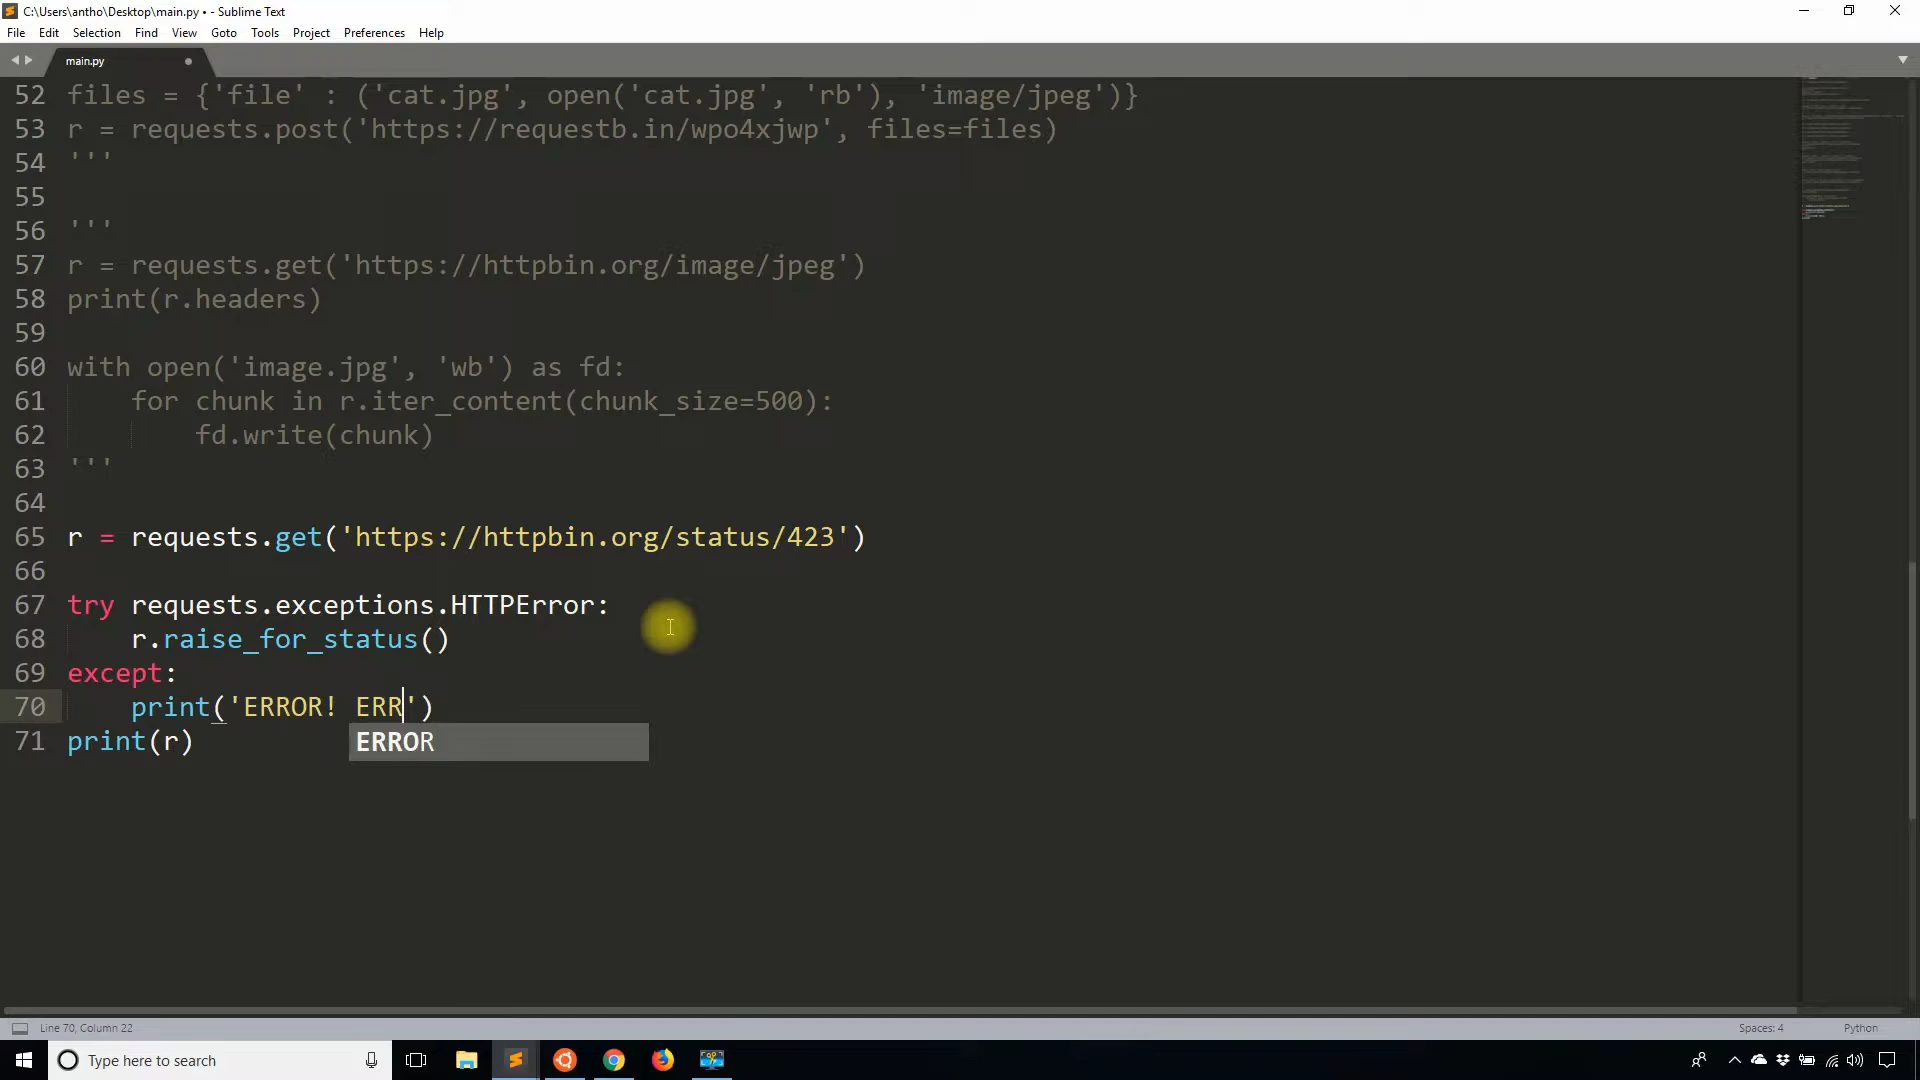 C:\Users\antho\Desktop\main.py • - Sublime Text
File Edit Selection Find View Goto Tools Project Preferences Help
main.py
52 files = {'file' : ('cat.jpg', open('cat.jpg', 'rb'), 'image/jpeg')}
53 r = requests.post('https://requestb.in/wpo4xjwp', files=files)
54 '''
55
56 '''
57 r = requests.get('https://httpbin.org/image/jpeg')
58 print(r.headers)
59
60 with open('image.jpg', 'wb') as fd:
61     for chunk in r.iter_content(chunk_size=500):
62         fd.write(chunk)
63 '''
64
65 r = requests.get('https://httpbin.org/status/423')
66
67 try requests.exceptions.HTTPError:
68     r.raise_for_status()
69 except:
70     print('ERROR! ERR')
71 print(r)
ERROR
Line 70, Column 22
Spaces: 4
Python
Type here to search